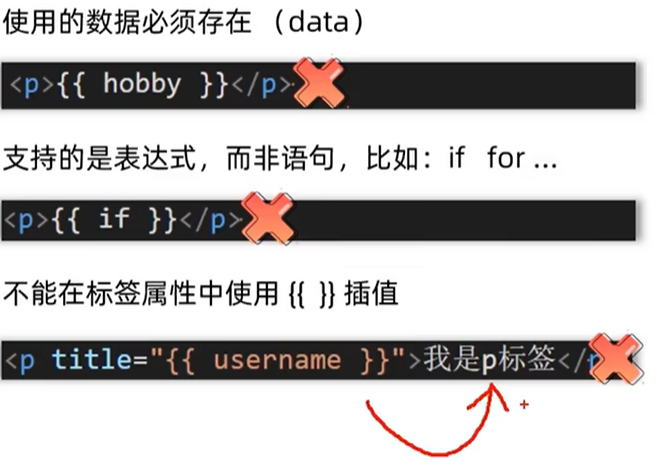 使用的数据必须存在 （data）
<p>{{ hobby }}</p>
支持的是表达式，而非语句，比如：if for ...
<p>{{ if }}</p>
不能在标签属性中使用 {{ }} 插值
<p title="{{ username }}">我是p标签</p